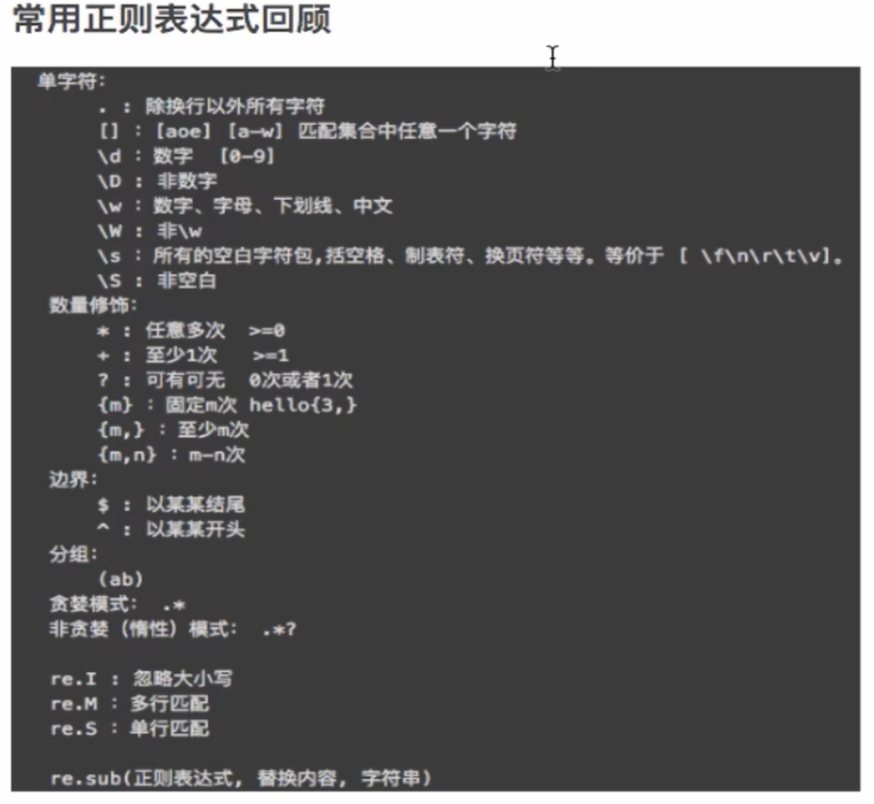 常用正则表达式回顾
单字符:
. : 除换行以外所有字符
[] : [aoe] [a-w] 匹配集合中任意一个字符
\d : 数字 [0-9]
\D : 非数字
\w : 数字、字母、下划线、中文
\W : 非\w
\s : 所有的空白字符包,括空格、制表符、换页符等等。等价于 [ \f\n\r\t\v]。
\S : 非空白
数量修饰:
* : 任意多次 >=0
+ : 至少1次 >=1
? : 可有可无 0次或者1次
{m} : 固定m次 hello{3,}
{m,} : 至少m次
{m,n} : m-n次
边界:
$ : 以某某结尾
^ : 以某某开头
分组:
(ab)
贪婪模式: .*
非贪婪（惰性）模式: .*?
re.I : 忽略大小写
re.M : 多行匹配
re.S : 单行匹配
re.sub(正则表达式, 替换内容, 字符串)